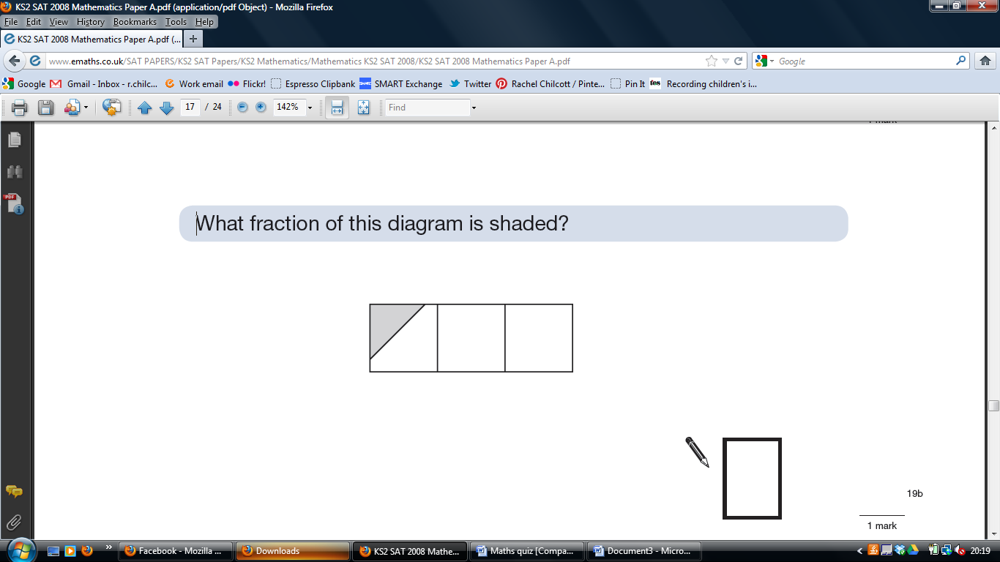 KS2 SAT 2008 Mathematics Paper A.pdf (application/pdf Object) - Mozilla Firefox
File Edit View History Bookmarks Tools Help
KS2 SAT 2008 Mathematics Paper A.pdf (... +
www.emaths.co.uk/SAT PAPERS/KS2 SAT Papers/KS2 Mathematics/Mathematics KS2 SAT 2008/KS2 SAT 2008 Mathematics Paper A.pdf Google
Google Gmail - Inbox - r.chilc... Work email Flickr! Espresso Clipbank SMART Exchange Twitter Rachel Chilcott / Pinte... Pin It tes Recording children's i...
17 / 24 142% Find
1 mark
What fraction of this diagram is shaded?
19b
1 mark
Facebook - Mozilla ... Downloads KS2 SAT 2008 Mathe... Maths quiz [Compa... Document3 - Micro... 20:19